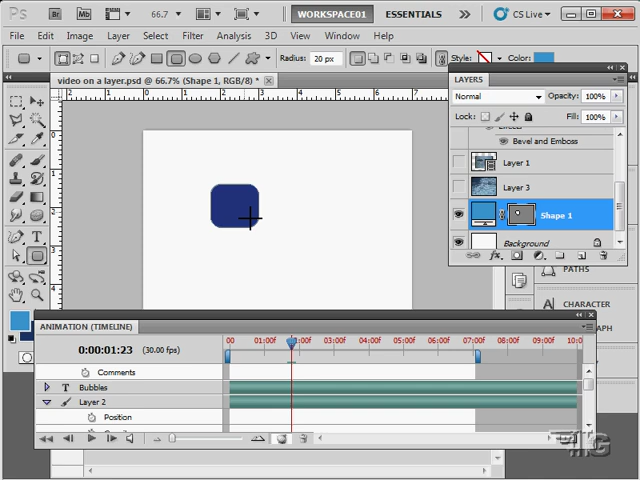 Ps Br Mb 66.7 WORKSPACE01 ESSENTIALS >> CS Live
File Edit Image Layer Select Filter Analysis 3D View Window Help
Radius: 20 px Style: Color:
video on a layer.psd @ 66.7% (Shape 1, RGB/8) *
LAYERS
Normal Opacity: 100%
Lock: Fill: 100%
Effects
Bevel and Emboss
Layer 1
Layer 3
Shape 1
Background
PATHS
CHARACTER
ANIMATION (TIMELINE)
0:00:01:23 (30.00 fps)
00 01:00f 02:00f 03:00f 04:00f 05:00f 06:00f 07:00f 10:0
Comments
Bubbles
Layer 2
Position